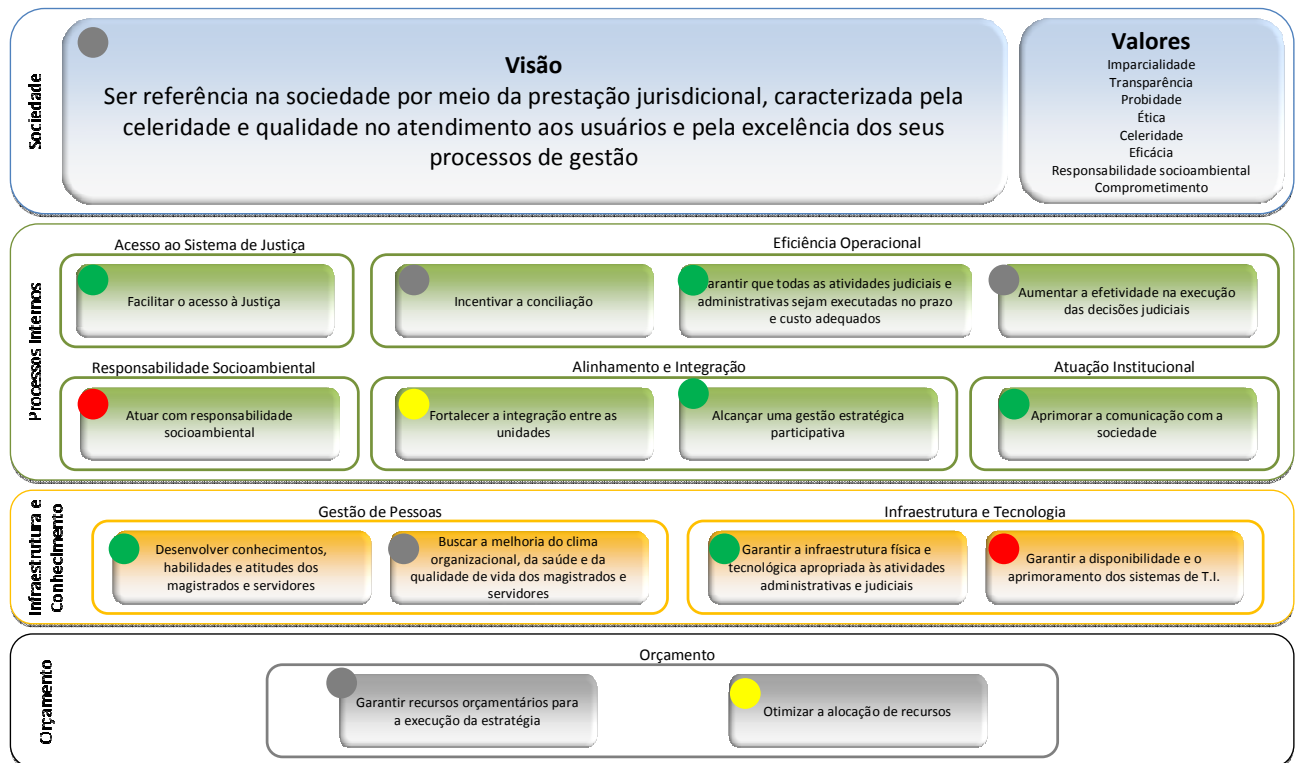 Sociedade
Visão
Ser referência na sociedade por meio da prestação jurisdicional, caracterizada pela
celeridade e qualidade no atendimento aos usuários e pela excelência dos seus
processos de gestão
Valores
Imparcialidade
Transparência
Probidade
Ética
Celeridade
Eficácia
Responsabilidade socioambiental
Comprometimento
Processos Internos
Acesso ao Sistema de Justiça
Facilitar o acesso à Justiça
Eficiência Operacional
Incentivar a conciliação
Garantir que todas as atividades judiciais e
administrativas sejam executadas no prazo
e custo adequados
Aumentar a efetividade na execução
das decisões judiciais
Responsabilidade Socioambiental
Atuar com responsabilidade
socioambiental
Alinhamento e Integração
Fortalecer a integração entre as
unidades
Alcançar uma gestão estratégica
participativa
Atuação Institucional
Aprimorar a comunicação com a
sociedade
Infraestrutura e
Conhecimento
Gestão de Pessoas
Desenvolver conhecimentos,
habilidades e atitudes dos
magistrados e servidores
Buscar a melhoria do clima
organizacional, da saúde e da
qualidade de vida dos magistrados e
servidores
Infraestrutura e Tecnologia
Garantir a infraestrutura física e
tecnológica apropriada às atividades
administrativas e judiciais
Garantir a disponibilidade e o
aprimoramento dos sistemas de T.I.
Orçamento
Orçamento
Garantir recursos orçamentários para
a execução da estratégia
Otimizar a alocação de recursos